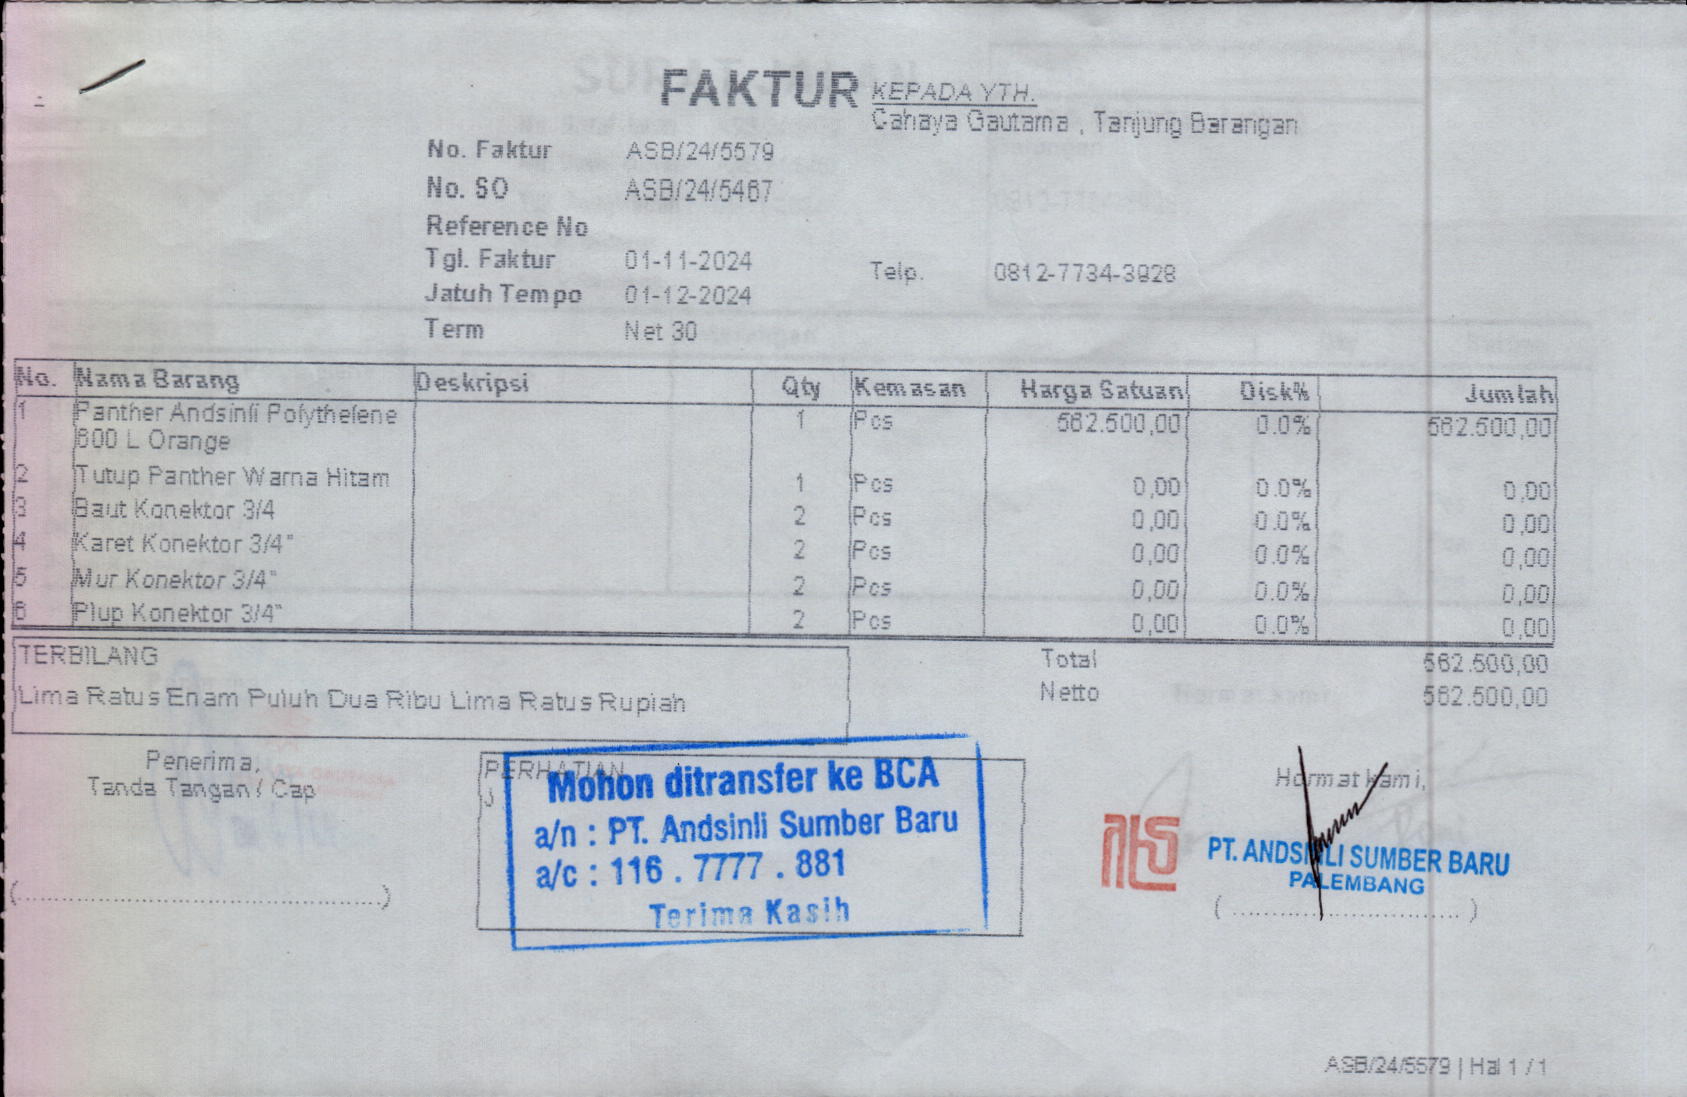 FAKTUR
KEPADA YTH.
Cahaya Gautama , Tanjung Barangan
No. Faktur ASB/24/5579
No. SO ASB/24/5467
Reference No
Tgl. Faktur 01-11-2024
Telp. 0812-7734-3928
Jatuh Tempo 01-12-2024
Term Net 30
No. Nama Barang Deskripsi Qty Kemasan Harga Satuan Disk% Jumlah
1 Panther Andsinli Polythelene 1 Pcs 562.500,00 0.0% 562.500,00
600 L Orange
2 Tutup Panther Warna Hitam 1 Pcs 0,00 0.0% 0,00
3 Baut Konektor 3/4 2 Pcs 0,00 0.0% 0,00
4 Karet Konektor 3/4" 2 Pcs 0,00 0.0% 0,00
5 Mur Konektor 3/4" 2 Pcs 0,00 0.0% 0,00
6 Plup Konektor 3/4" 2 Pcs 0,00 0.0% 0,00
TERBILANG
Lima Ratus Enam Puluh Dua Ribu Lima Ratus Rupiah
Total 562.500,00
Netto 562.500,00
Penerima,
Tanda Tangan / Cap
(............................................)
PERHATIAN
Mohon ditransfer ke BCA
a/n : PT. Andsinli Sumber Baru
a/c : 116 . 7777 . 881
Terima Kasih
Hormat kami,
PT. ANDSINLI SUMBER BARU
PALEMBANG
( ............................ )
ASB/24/5579 | Hal 1 / 1